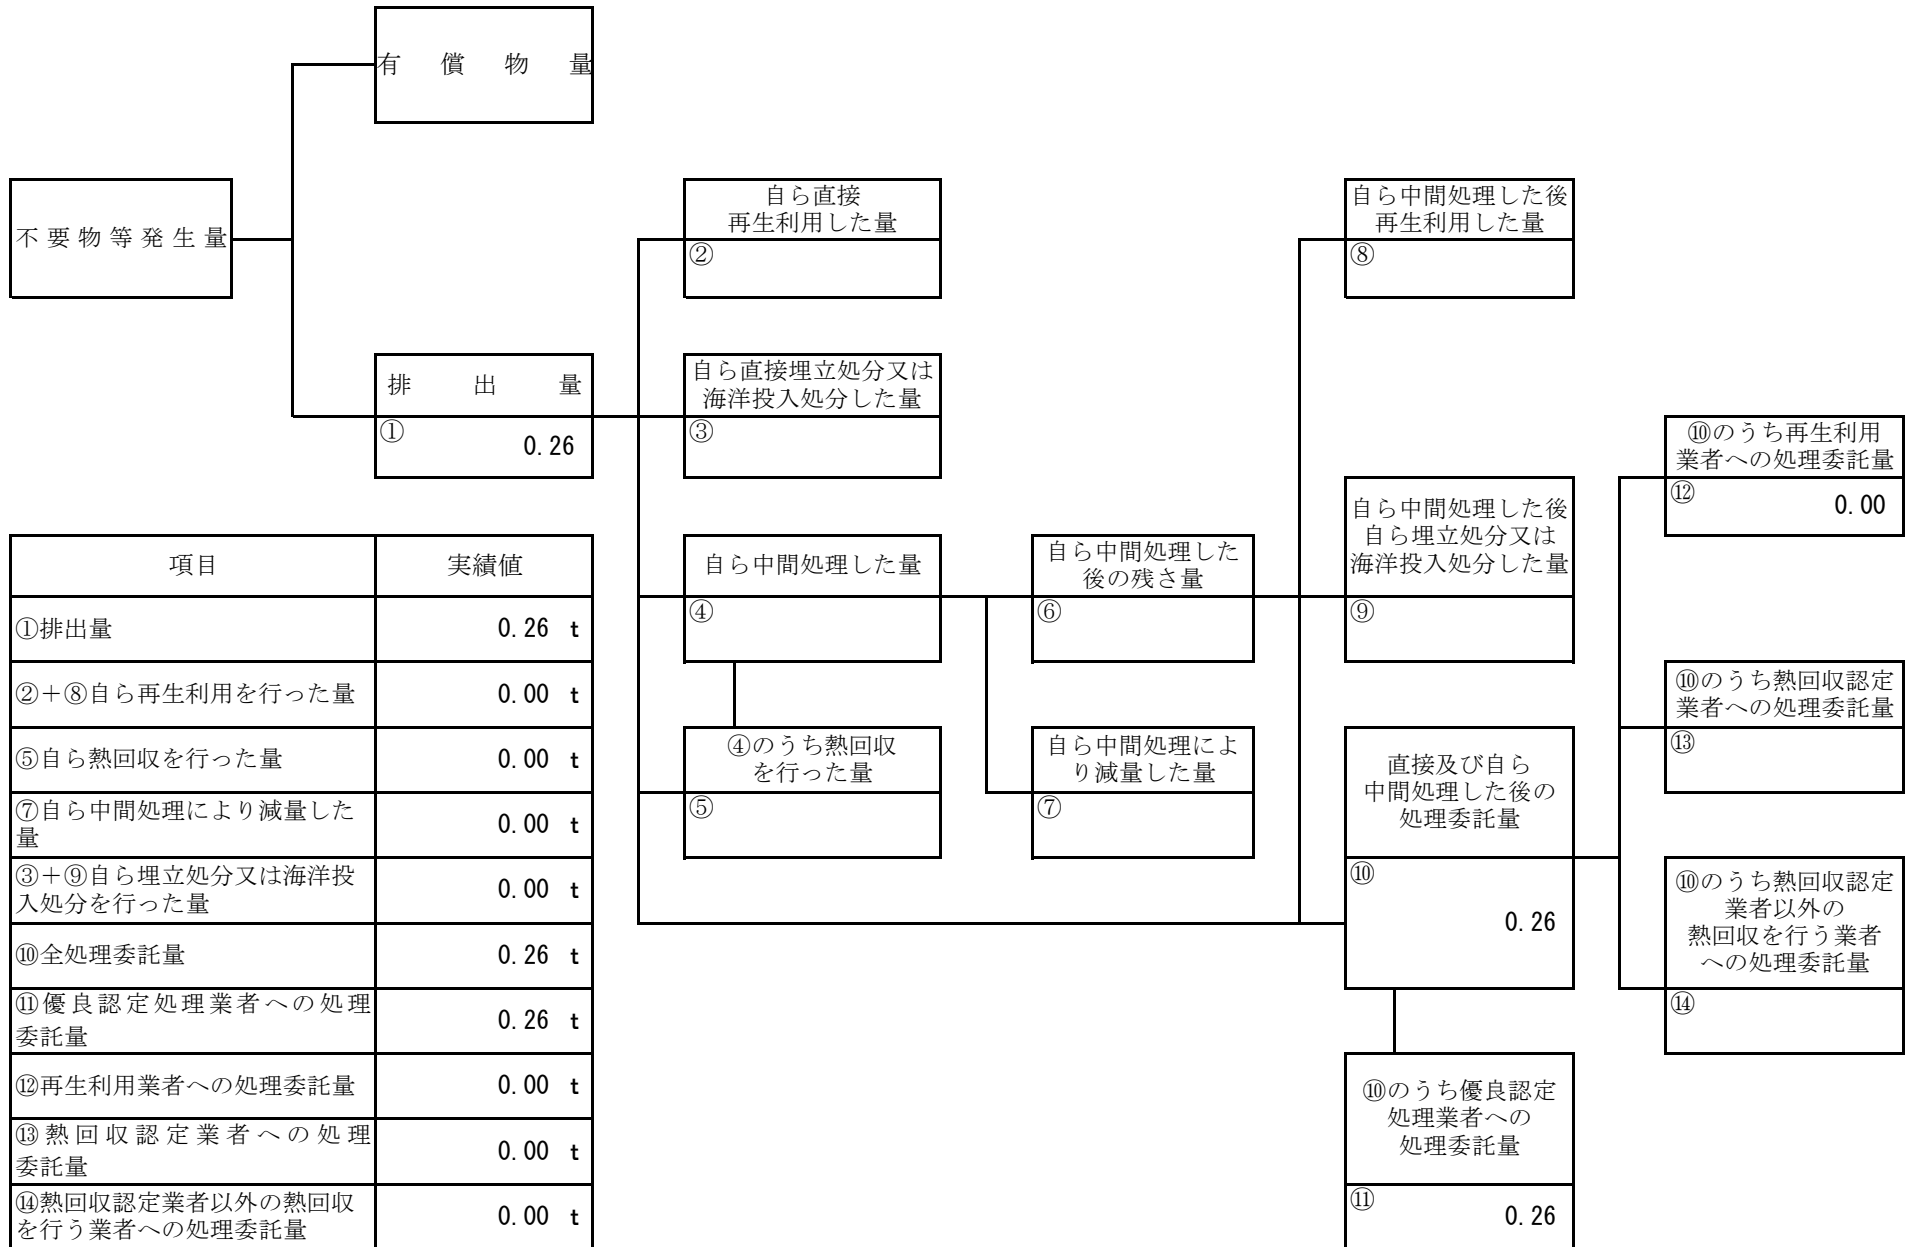 有償物量
不要物等発生量
自ら直接
再生利用した量
②
自ら中間処理した後
再生利用した量
⑧
排出量
①
0.26
自ら直接埋立処分又は
海洋投入処分した量
③
⑩のうち再生利用
業者への処理委託量
⑫
0.00
自ら中間処理した後
自ら埋立処分又は
海洋投入処分した量
⑨
自ら中間処理した量
④
自ら中間処理した
後の残さ量
⑥
⑩のうち熱回収認定
業者への処理委託量
⑬
④のうち熱回収
を行った量
⑤
自ら中間処理によ
り減量した量
⑦
直接及び自ら
中間処理した後の
処理委託量
⑩
0.26
⑩のうち熱回収認定
業者以外の
熱回収を行う業者
への処理委託量
⑭
⑩のうち優良認定
処理業者への
処理委託量
⑪
0.26
項目 実績値
①排出量 0.26 t
②+⑧自ら再生利用を行った量 0.00 t
⑤自ら熱回収を行った量 0.00 t
⑦自ら中間処理により減量した
量
0.00 t
③+⑨自ら埋立処分又は海洋投
入処分を行った量
0.00 t
⑩全処理委託量 0.26 t
⑪優良認定処理業者への処理
委託量
0.26 t
⑫再生利用業者への処理委託量 0.00 t
⑬熱回収認定業者への処理
委託量
0.00 t
⑭熱回収認定業者以外の熱回収
を行う業者への処理委託量
0.00 t